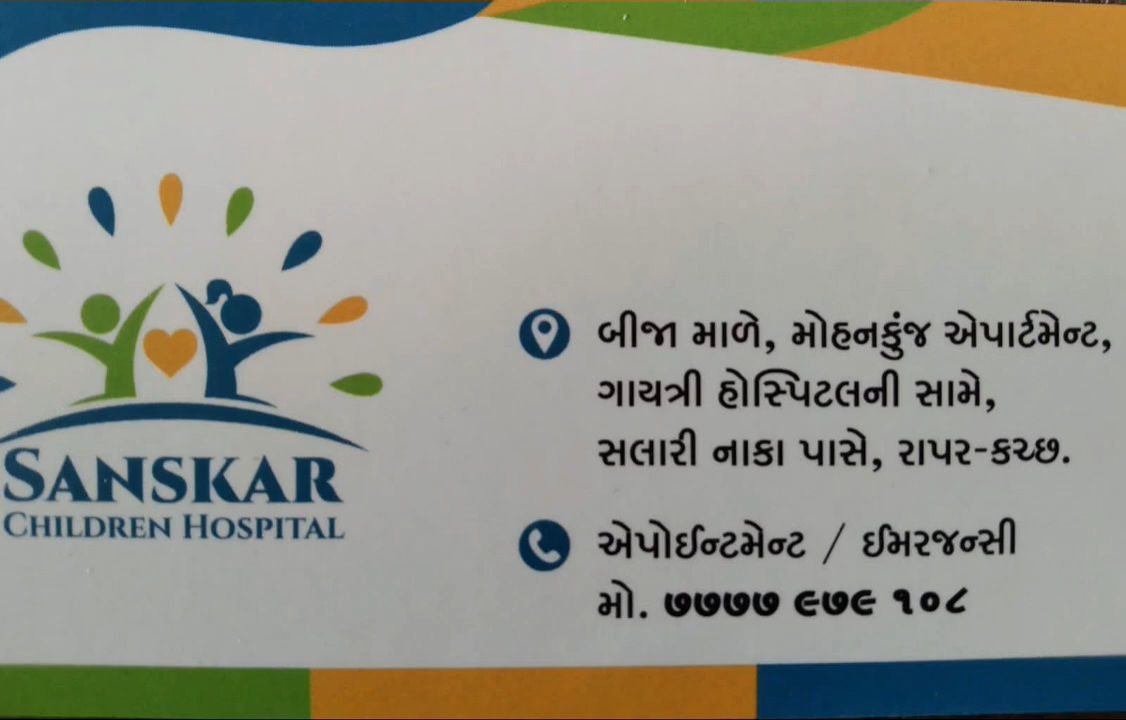 SANSKAR
CHILDREN HOSPITAL
બીજા માળે, મોહનકુંજ એપાર્ટમેન્ટ,
ગાયત્રી હોસ્પિટલની સામે,
સલારી નાકા પાસે, રાપર-કચ્છ.
એપોઈન્ટમેન્ટ / ઈમરજન્સી
મો. ૭૭૭૭ ૯૭૯ ૧૦૮